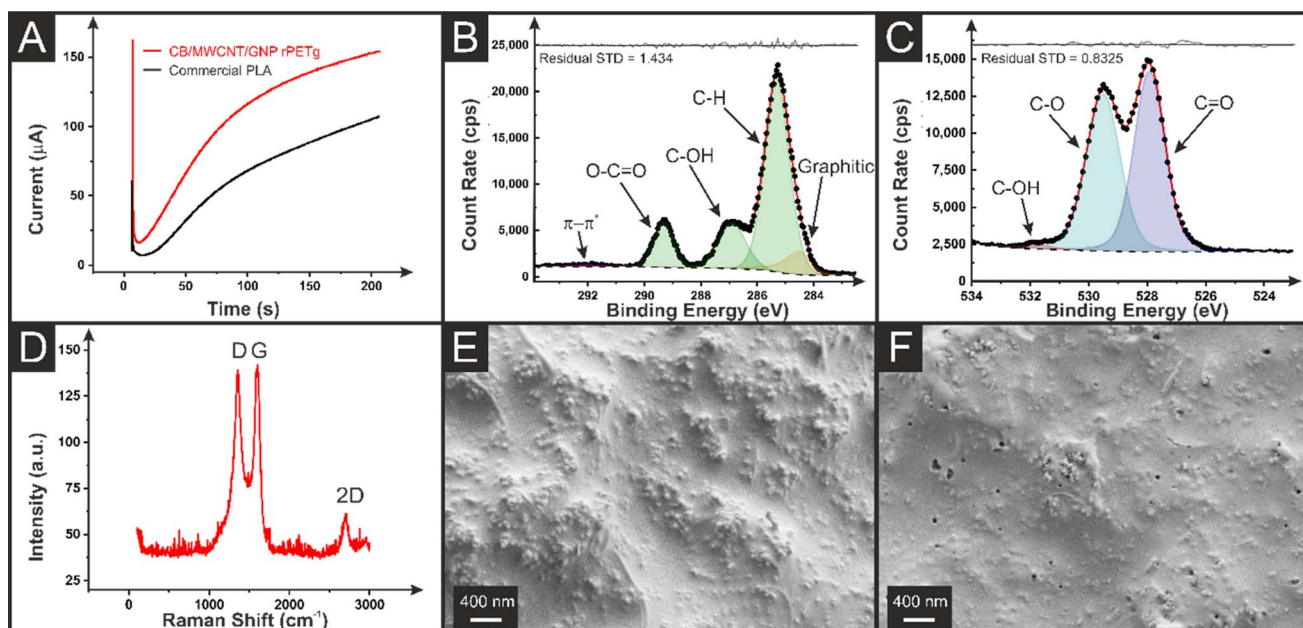 A
CB/MWCNT/GNP rPETg
Commercial PLA
Current (μA)
150
100
50
0
0
50
100
150
200
Time (s)
B
Residual STD = 1.434
C-H
O-C=O
C-OH
Graphitic
π–π*
Count Rate (cps)
25,000
20,000
15,000
10,000
5,000
0
292
290
288
286
284
Binding Energy (eV)
C
Residual STD = 0.8325
C-O
C=O
C-OH
Count Rate (cps)
15,000
12,500
10,000
7,500
5,000
2,500
0
534
532
530
528
526
524
Binding Energy (eV)
D
D G
2D
Intensity (a.u.)
150
125
100
75
50
25
0
1000
2000
3000
Raman Shift (cm⁻¹)
E
400 nm
F
400 nm